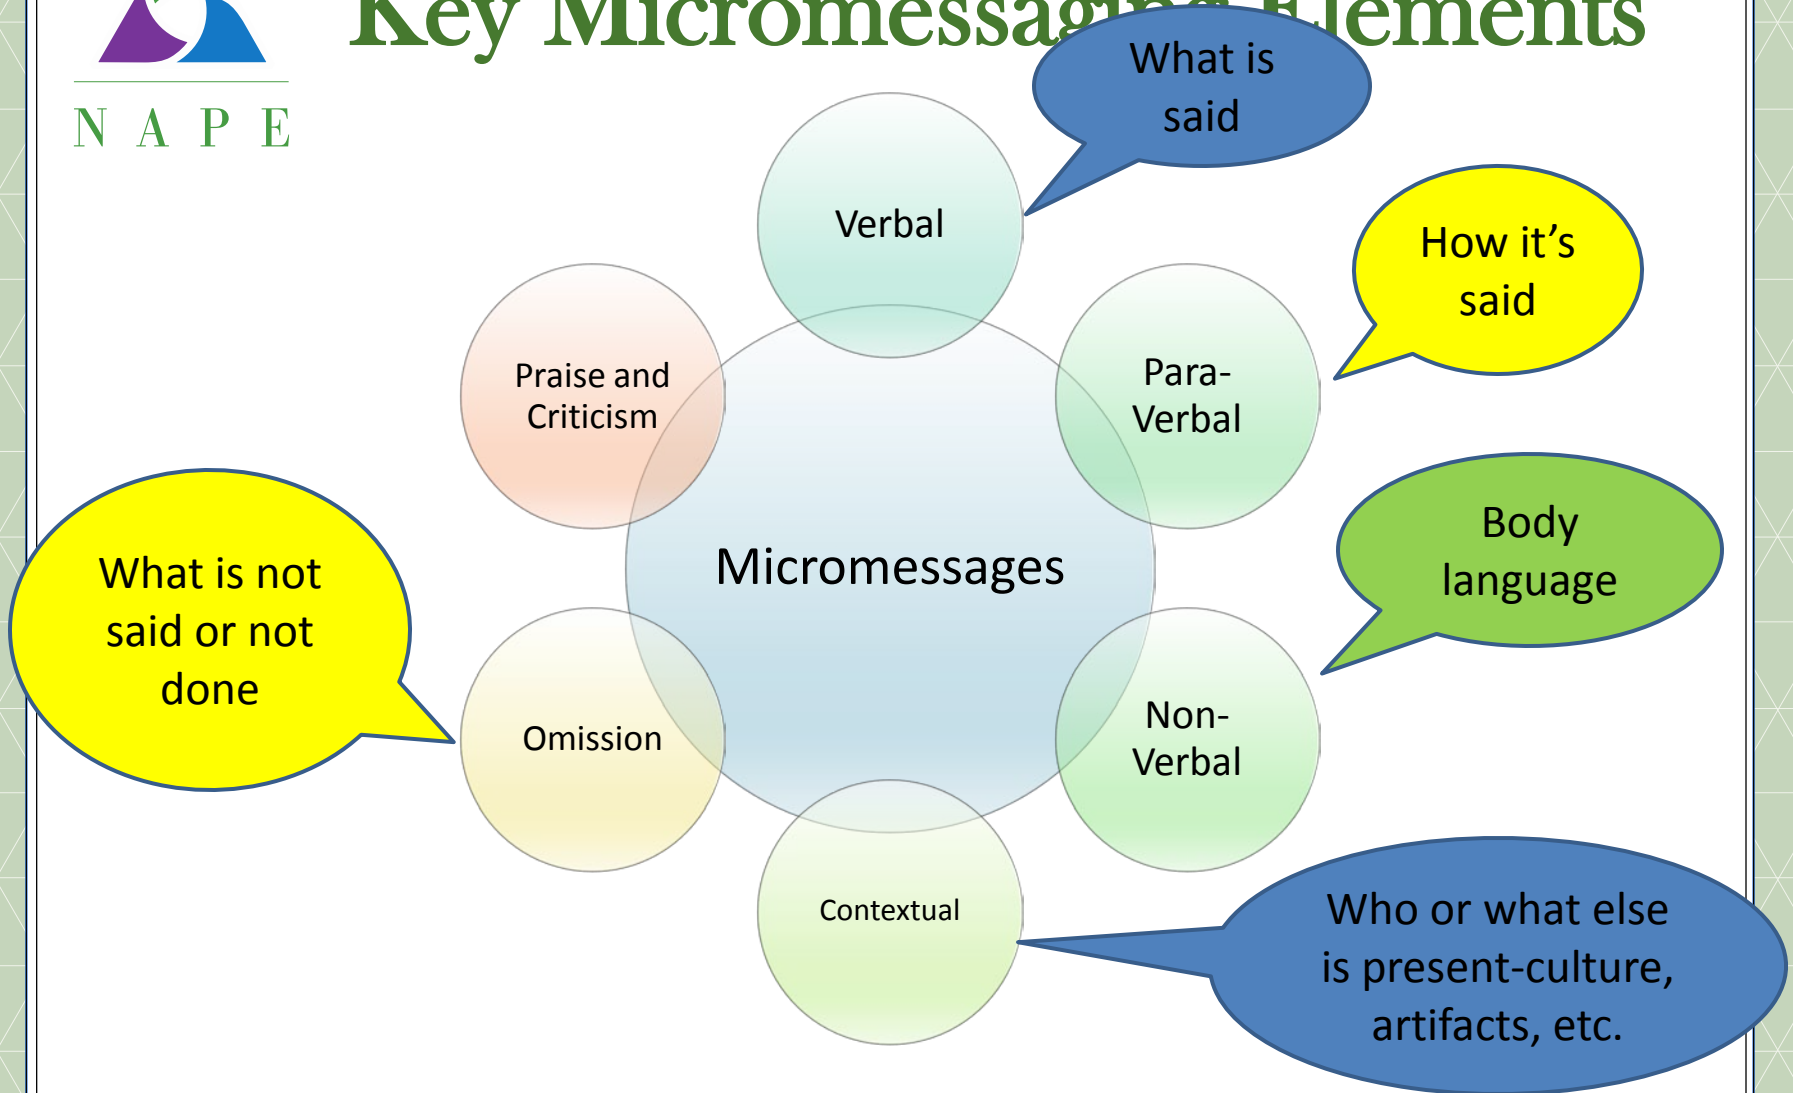 Key Micromessaging Elements
N A P E
What is
said
Verbal
How it's
said
Para-
Verbal
Praise and
Criticism
Body
language
Micromessages
What is not
said or not
done
Non-
Verbal
Omission
Contextual
Who or what else
is present-culture,
artifacts, etc.